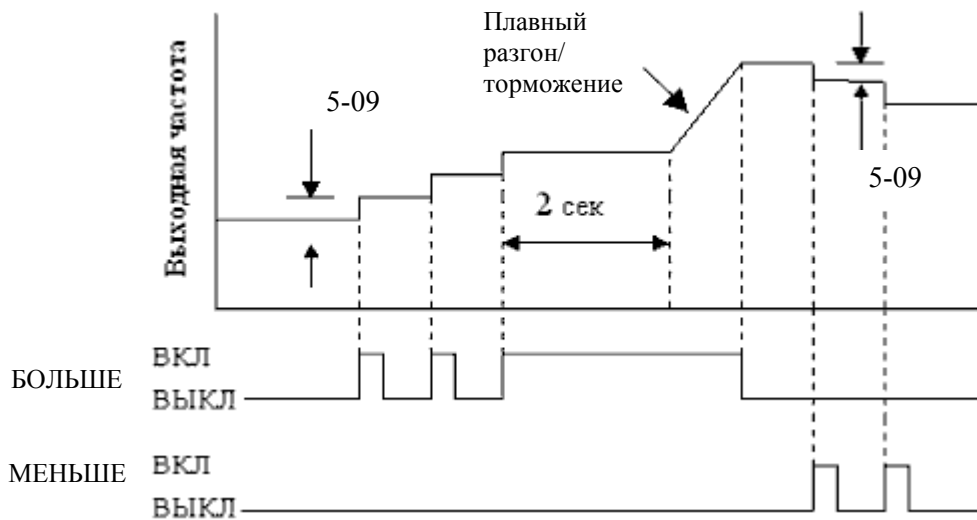 Плавный
разгон/
торможение
5-09
Выходная частота
5-09
2 сек
ВКЛ
БОЛЬШЕ
ВЫКЛ
ВКЛ
МЕНЬШЕ
ВЫКЛ